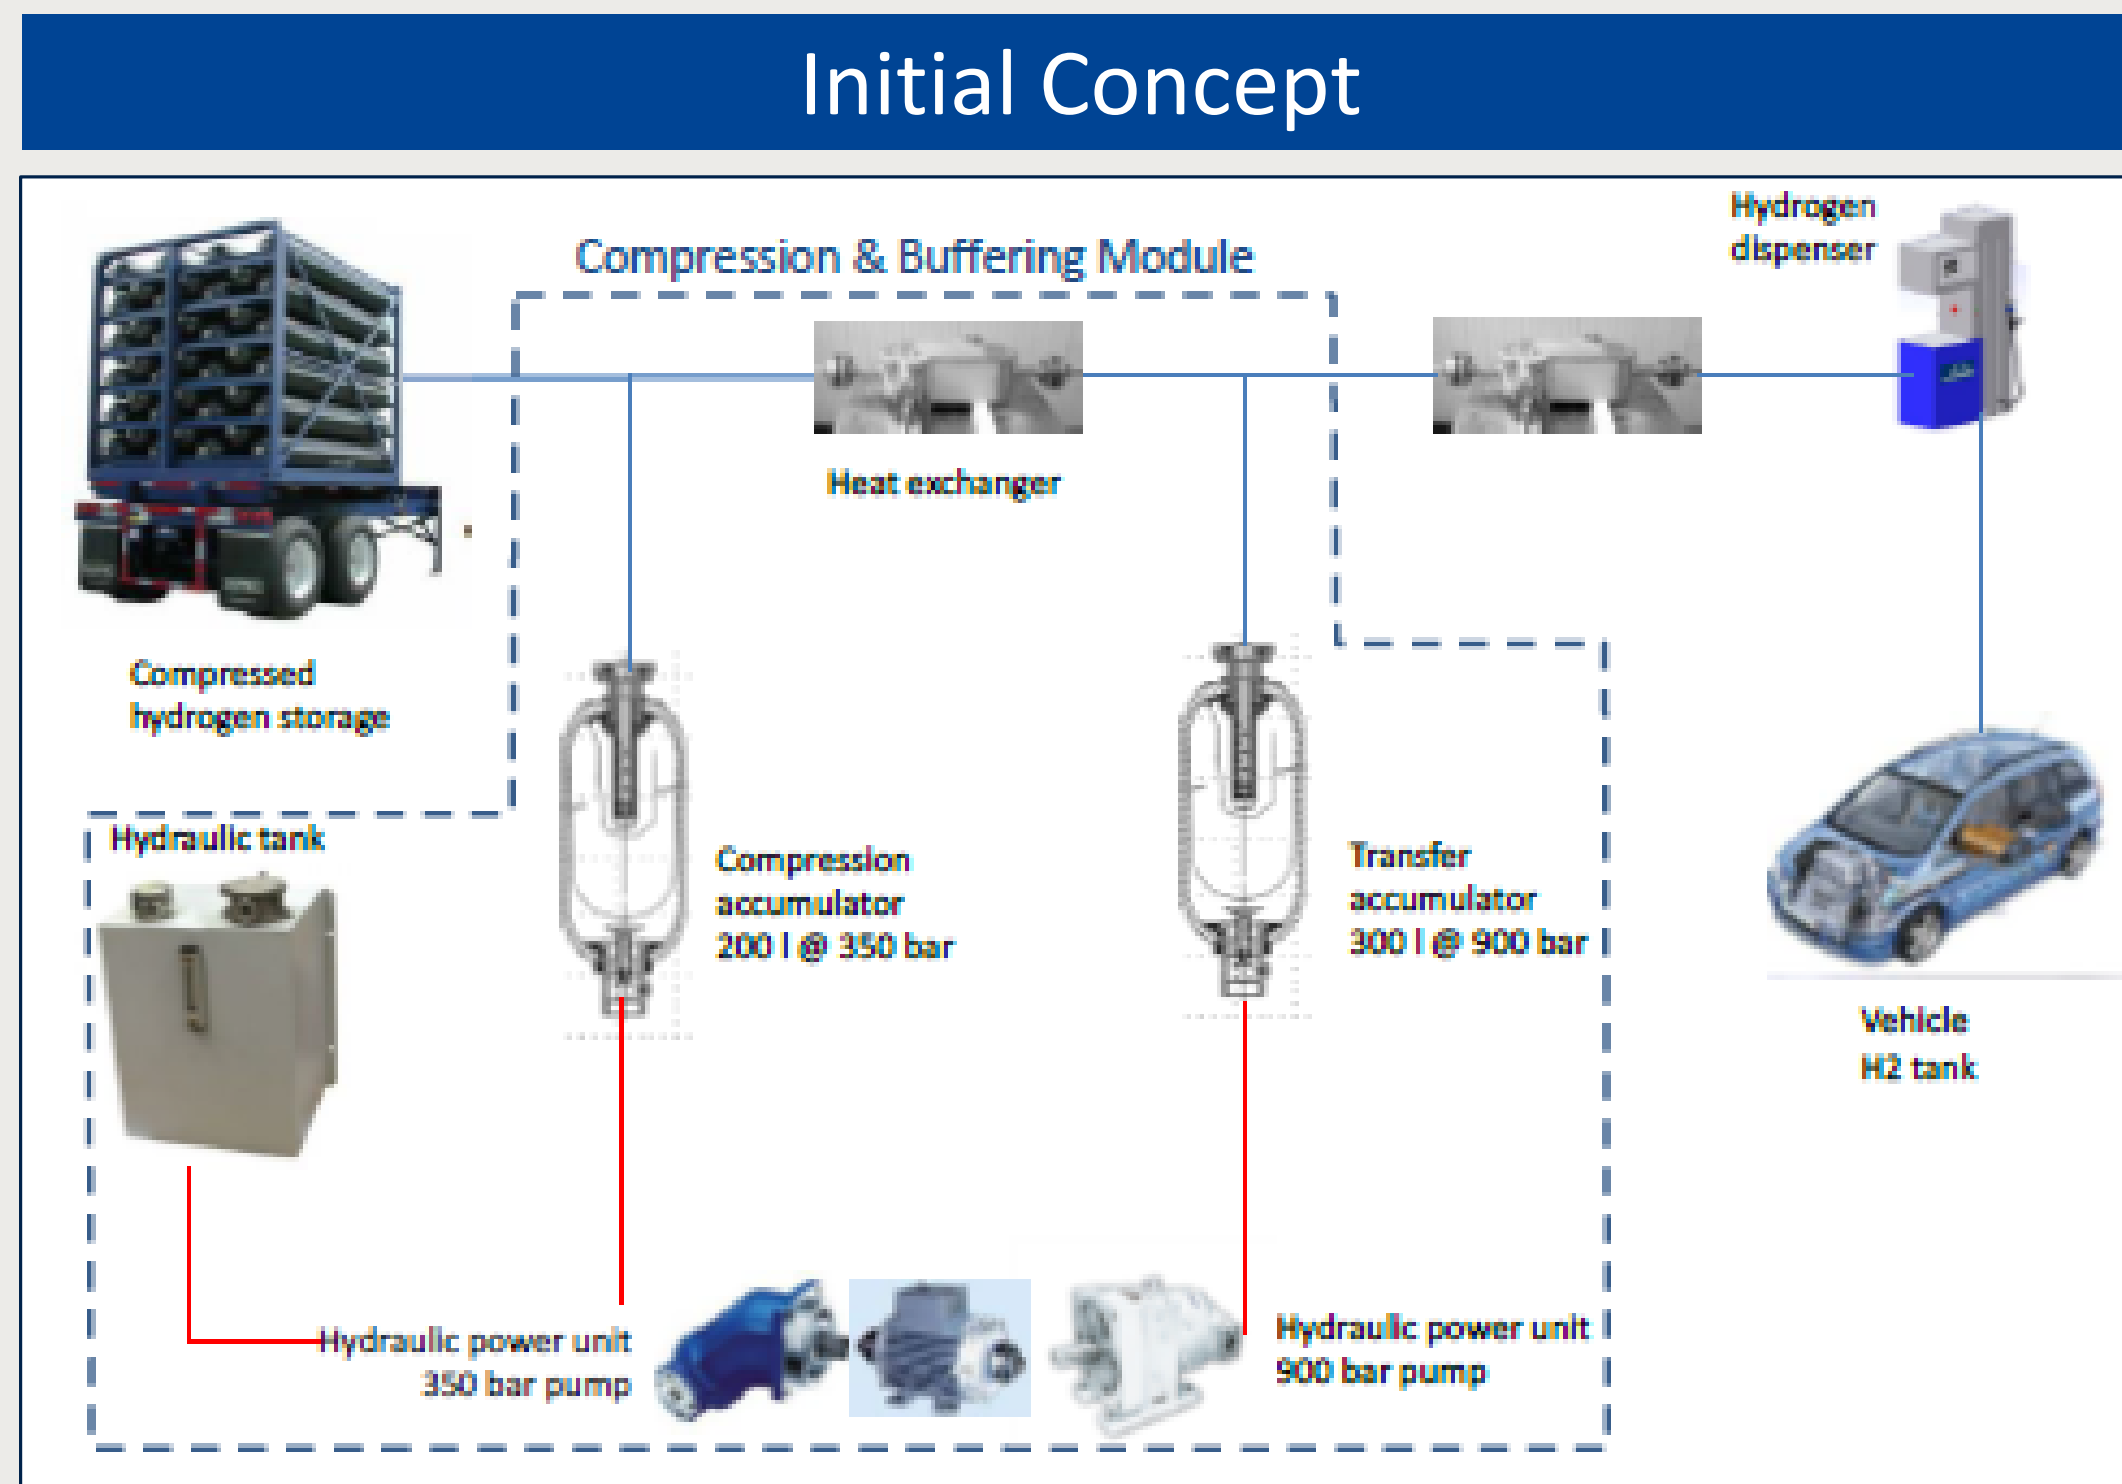 Initial Concept
Hydrogen
dispenser
Compression & Buffering Module
Heat exchanger
Compressed
hydrogen storage
Hydraulic tank
Compression
accumulator
200 l @ 350 bar
Transfer
accumulator
300 l @ 900 bar
Vehicle
H2 tank
Hydraulic power unit
350 bar pump
Hydraulic power unit
900 bar pump